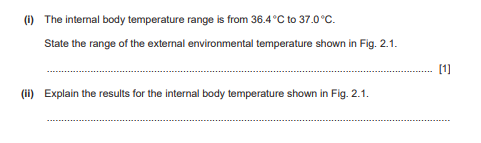 (i) The internal body temperature range is from 36.4 °C to 37.0 °C.
State the range of the external environmental temperature shown in Fig. 2.1.
.................................................................................................................................. [1]
(ii) Explain the results for the internal body temperature shown in Fig. 2.1.
..................................................................................................................................